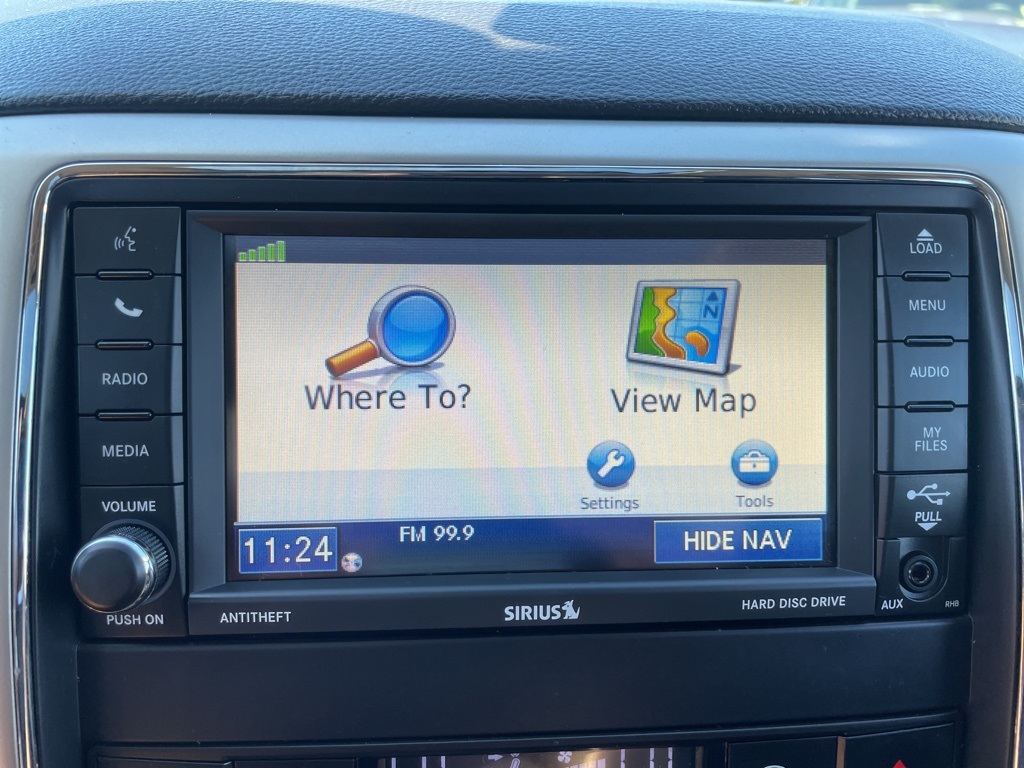 LOAD
MENU
RADIO
AUDIO
MEDIA
MY
FILES
VOLUME
PULL
PUSH ON
AUX
RHB
N
Where To?
View Map
Settings
Tools
11:24
FM 99.9
HIDE NAV
ANTITHEFT
SIRIUS
HARD DISC DRIVE